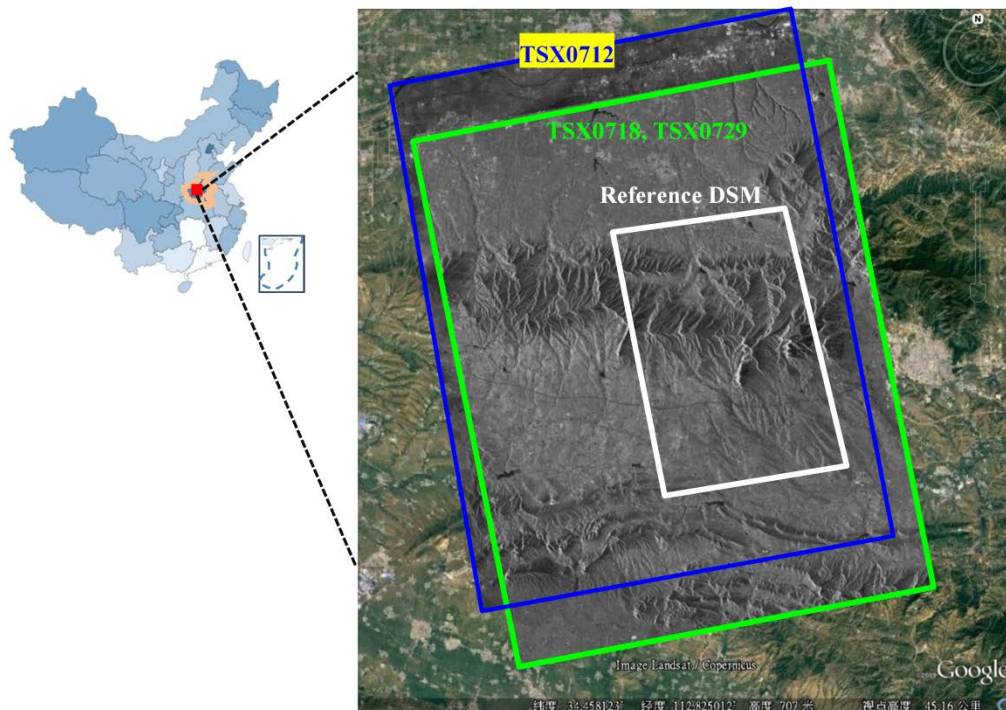 N
TSX0712
TSX0718, TSX0729
Reference DSM
Image Landsat / Copernicus
Google
纬度 34.458123° 经度 112.825012° 高度 707 米 视点高度 45.16 公里